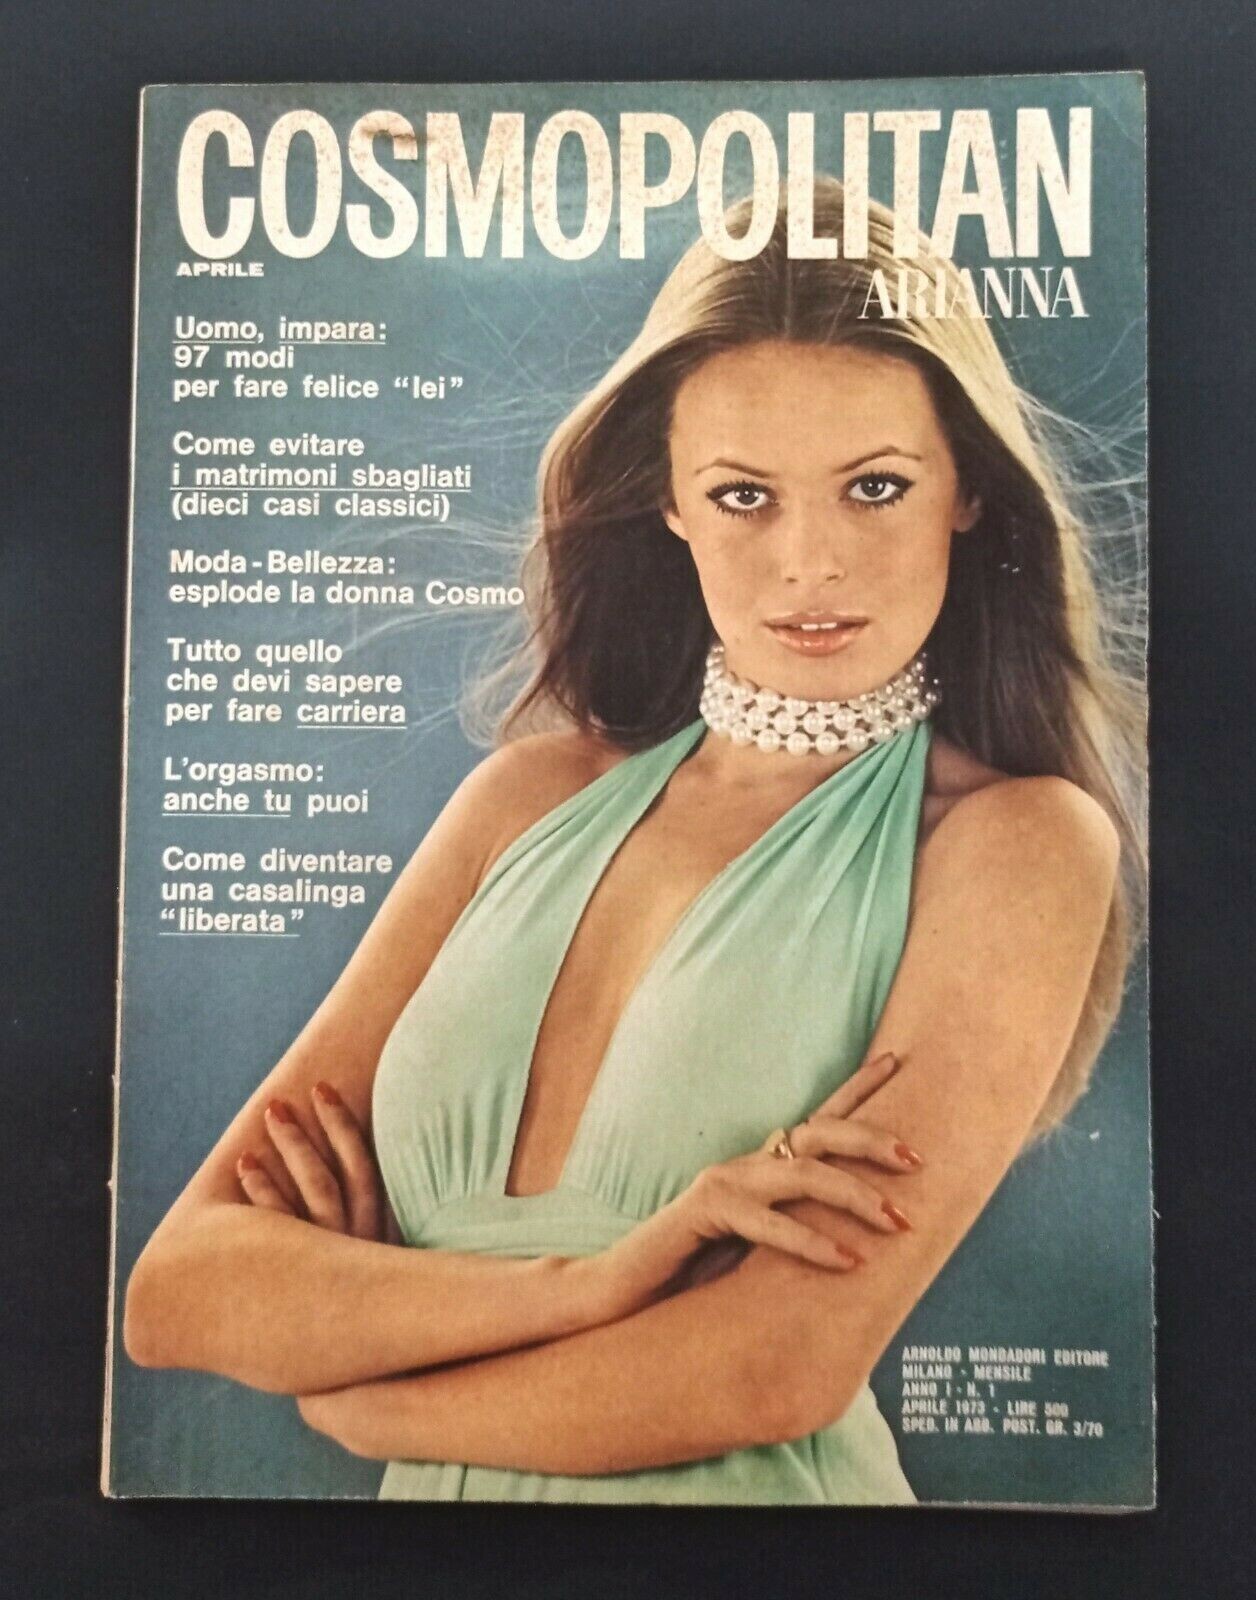 COSMOPOLITAN
ARIANNA
APRILE
Uomo, impara:
97 modi
per fare felice “lei”
Come evitare
i matrimoni sbagliati
(dieci casi classici)
Moda-Bellezza:
esplode la donna Cosmo
Tutto quello
che devi sapere
per fare carriera
L'orgasmo:
anche tu puoi
Come diventare
una casalinga
“liberata”
ARNOLDO MONDADORI EDITORE
MILANO - MENSILE
ANNO I - N. 1
APRILE 1973 - LIRE 500
SPED. IN ABB. POST. GR. 3/70